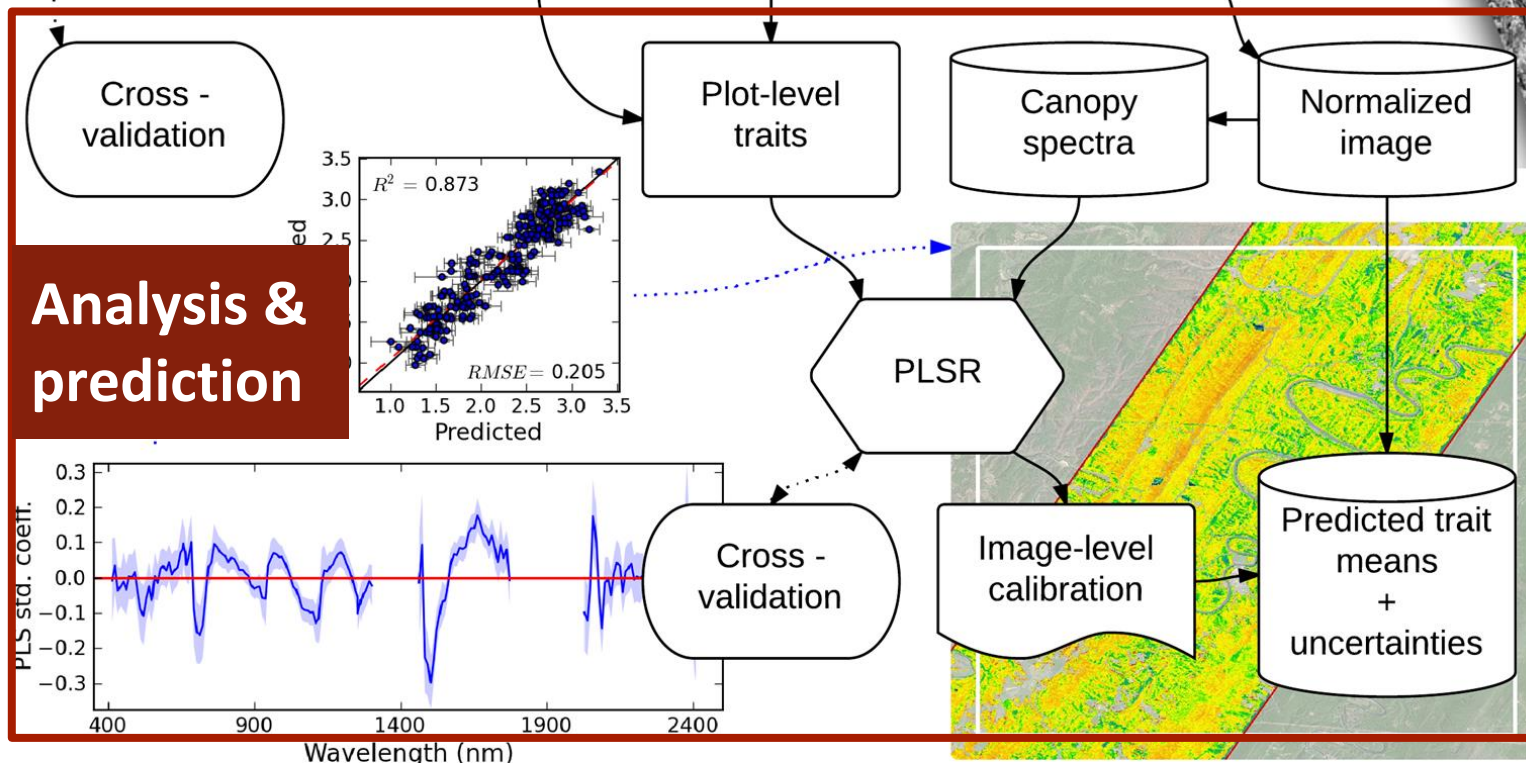 Cross -
validation
Plot-level
traits
Canopy
spectra
Normalized
image
3.5
3.0
2.5
R² = 0.873
RMSE = 0.205
1.0 1.5 2.0 2.5 3.0 3.5
Predicted
Analysis &
prediction
PLSR
0.3
0.2
0.1
0.0
−0.1
−0.2
−0.3
PLS std. coeff.
400 900 1400 1900 2400
Wavelength (nm)
Cross -
validation
Image-level
calibration
Predicted trait
means
+
uncertainties